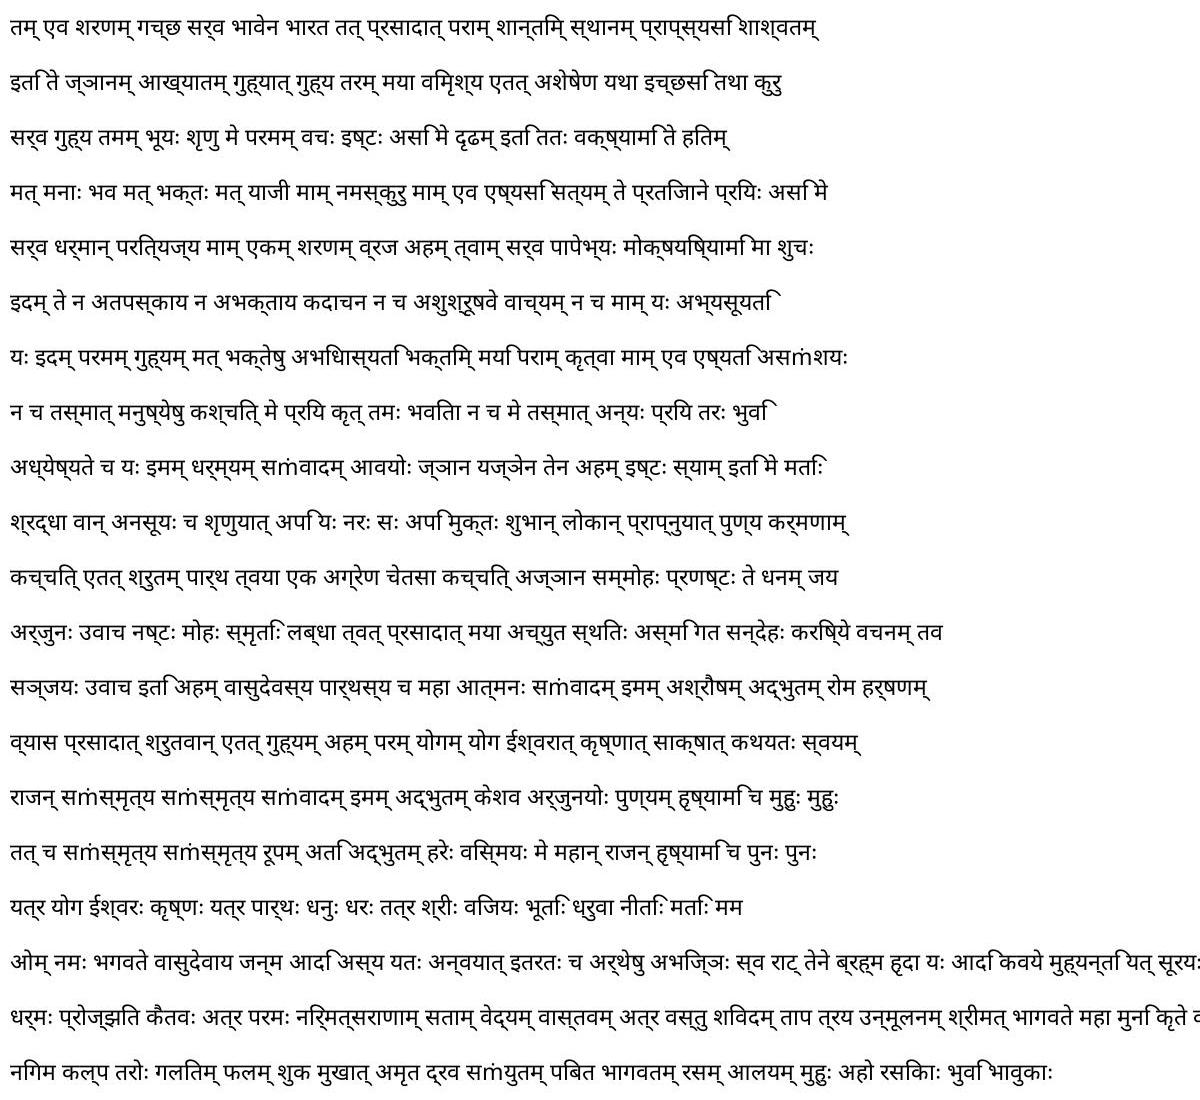 तम् एव शरणम् गच्छ सर्व भावेन भारत तत् प्रसादात् पराम् शान्तिम् स्थानम् प्राप्स्यसि शाश्वतम्
इति ते ज्ञानम् आख्यातम् गुह्यात् गुह्य तरम् मया विमृश्य एतत् अशेषेण यथा इच्छसि तथा कुरु
सर्व गुह्य तमम् भूयः शृणु मे परमम् वचः इष्टः असि मे दृढम् इति ततः वक्ष्यामि ते हितम्
मत् मनाः भव मत् भक्तः मत् याजी माम् नमस्कुरु माम् एव एष्यसि सत्यम् ते प्रतिजाने प्रियः असि मे
सर्व धर्मान् परित्यज्य माम् एकम् शरणम् व्रज अहम् त्वाम् सर्व पापेभ्यः मोक्षयिष्यामि मा शुचः
इदम् ते न अतपस्काय न अभक्ताय कदाचन न च अशुश्रूषवे वाच्यम् न च माम् यः अभ्यसूयति
यः इदम् परमम् गुह्यम् मत् भक्तेषु अभिधास्यति भक्तिम् मयि पराम् कृत्वा माम् एव एष्यति असṁशयः
न च तस्मात् मनुष्येषु कश्चित् मे प्रिय कृत् तमः भविता न च मे तस्मात् अन्यः प्रिय तरः भुवि
अध्येष्यते च यः इमम् धर्म्यम् सṁवादम् आवयोः ज्ञान यज्ञेन तेन अहम् इष्टः स्याम् इति मे मतिः
श्रद्धा वान् अनसूयः च शृणुयात् अपि यः नरः सः अपि मुक्तः शुभान् लोकान् प्राप्नुयात् पुण्य कर्मणाम्
कच्चित् एतत् श्रुतम् पार्थ त्वया एक अग्रेण चेतसा कच्चित् अज्ञान सम्मोहः प्रणष्टः ते धनम् जय
अर्जुनः उवाच नष्टः मोहः स्मृतिः लब्धा त्वत् प्रसादात् मया अच्युत स्थितः अस्मि गत सन्देहः करिष्ये वचनम् तव
सञ्जयः उवाच इति अहम् वासुदेवस्य पार्थस्य च महा आत्मनः सṁवादम् इमम् अश्रौषम् अद्भुतम् रोम हर्षणम्
व्यास प्रसादात् श्रुतवान् एतत् गुह्यम् अहम् परम् योगम् योग ईश्वरात् कृष्णात् साक्षात् कथयतः स्वयम्
राजन् सṁस्मृत्य सṁस्मृत्य सṁवादम् इमम् अद्भुतम् केशव अर्जुनयोः पुण्यम् हृष्यामि च मुहुः मुहुः
तत् च सṁस्मृत्य सṁस्मृत्य रूपम् अति अद्भुतम् हरेः विस्मयः मे महान् राजन् हृष्यामि च पुनः पुनः
यत्र योग ईश्वरः कृष्णः यत्र पार्थः धनुः धरः तत्र श्रीः विजयः भूतिः ध्रुवा नीतिः मतिः मम
ओम् नमः भगवते वासुदेवाय जन्म आदि अस्य यतः अन्वयात् इतरतः च अर्थेषु अभिज्ञः स्व राट् तेने ब्रह्म हृदा यः आदि कवये मुह्यन्ति यत् सूरयः
धर्मः प्रोज्झित कैतवः अत्र परमः निर्मत्सराणाम् सताम् वेद्यम् वास्तवम् अत्र वस्तु शिवदम् ताप त्रय उन्मूलनम् श्रीमत् भागवते महा मुनि कृते
निगम कल्प तरोः गलितम् फलम् शुक मुखात् अमृत द्रव सṁयुतम् पिबत भागवतम् रसम् आलयम् मुहुः अहो रसिकाः भुवि भावुकाः